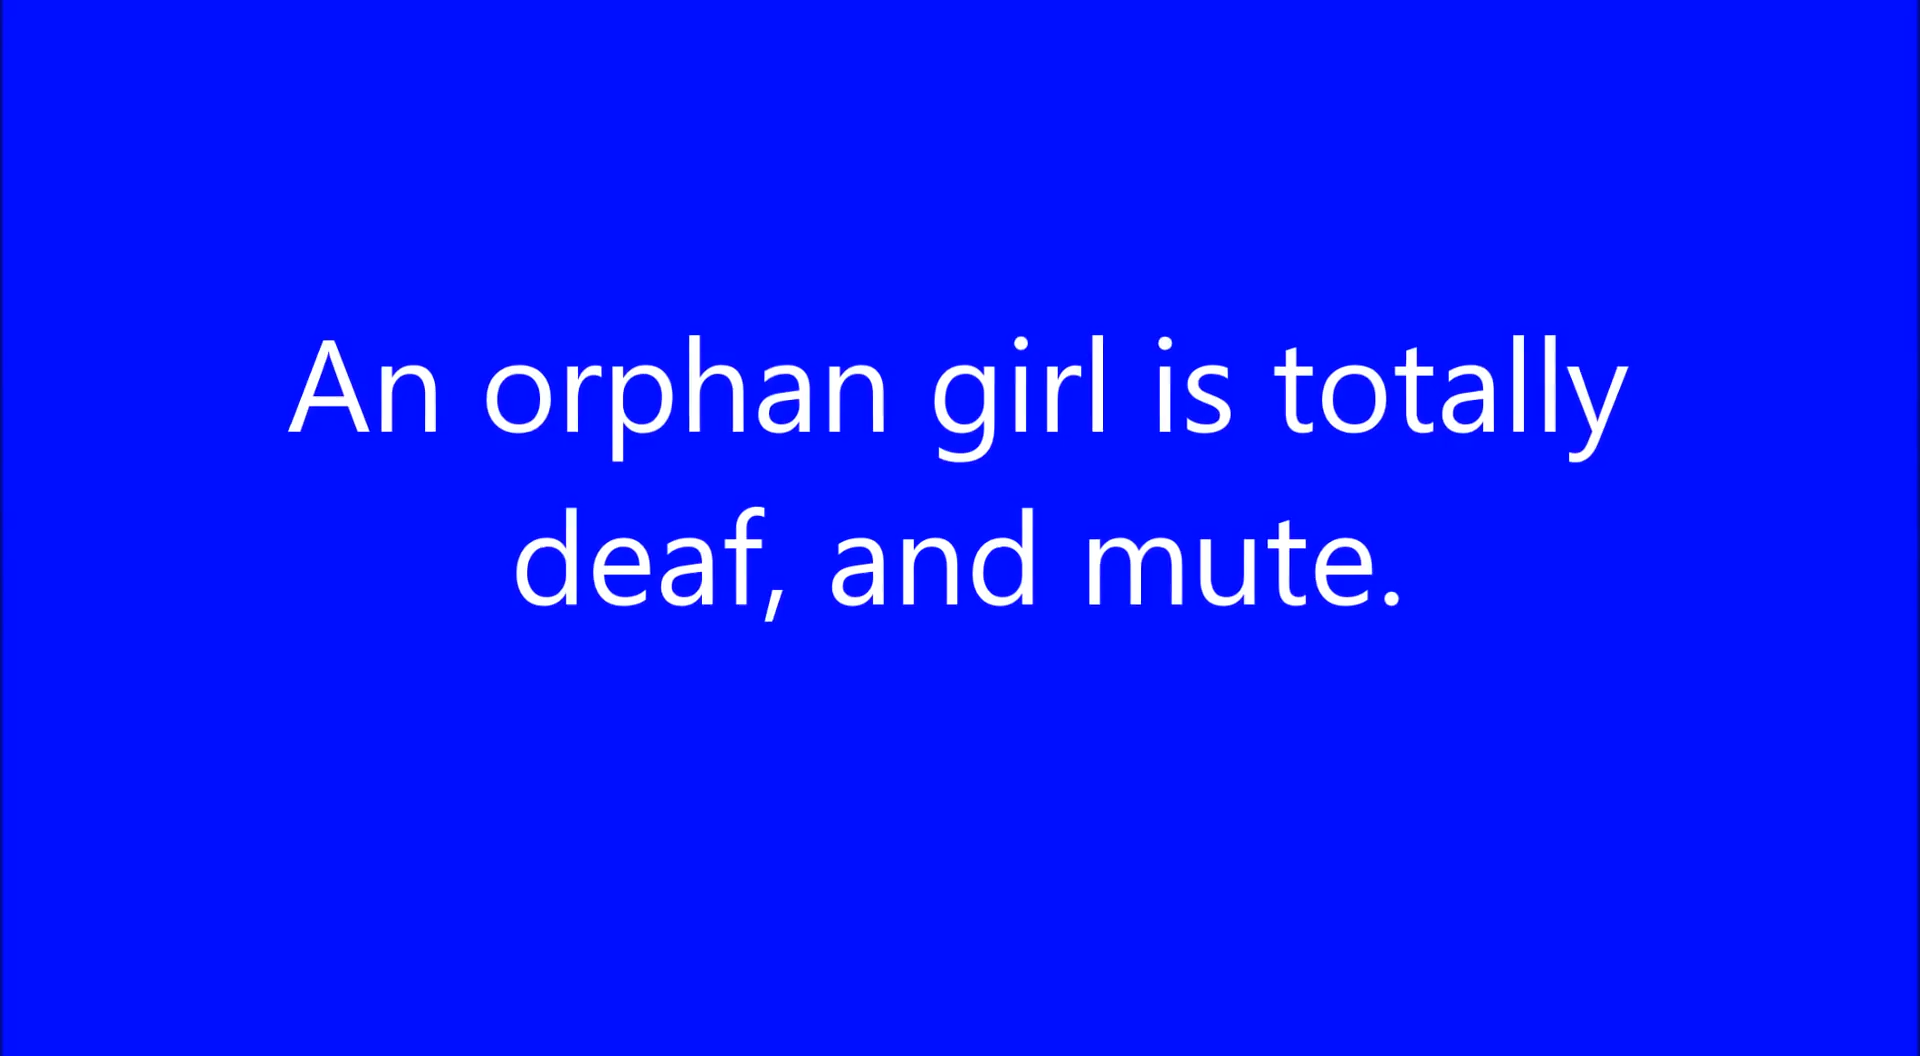 An orphan girl is totally
deaf, and mute.